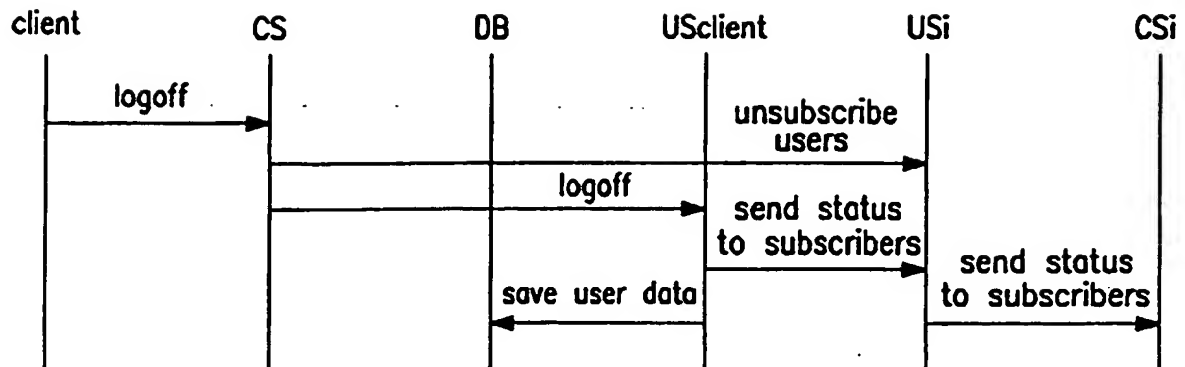 client CS DB USclient USi CSi
logoff
unsubscribe
users
logoff
send status
to subscribers
send status
to subscribers
save user data